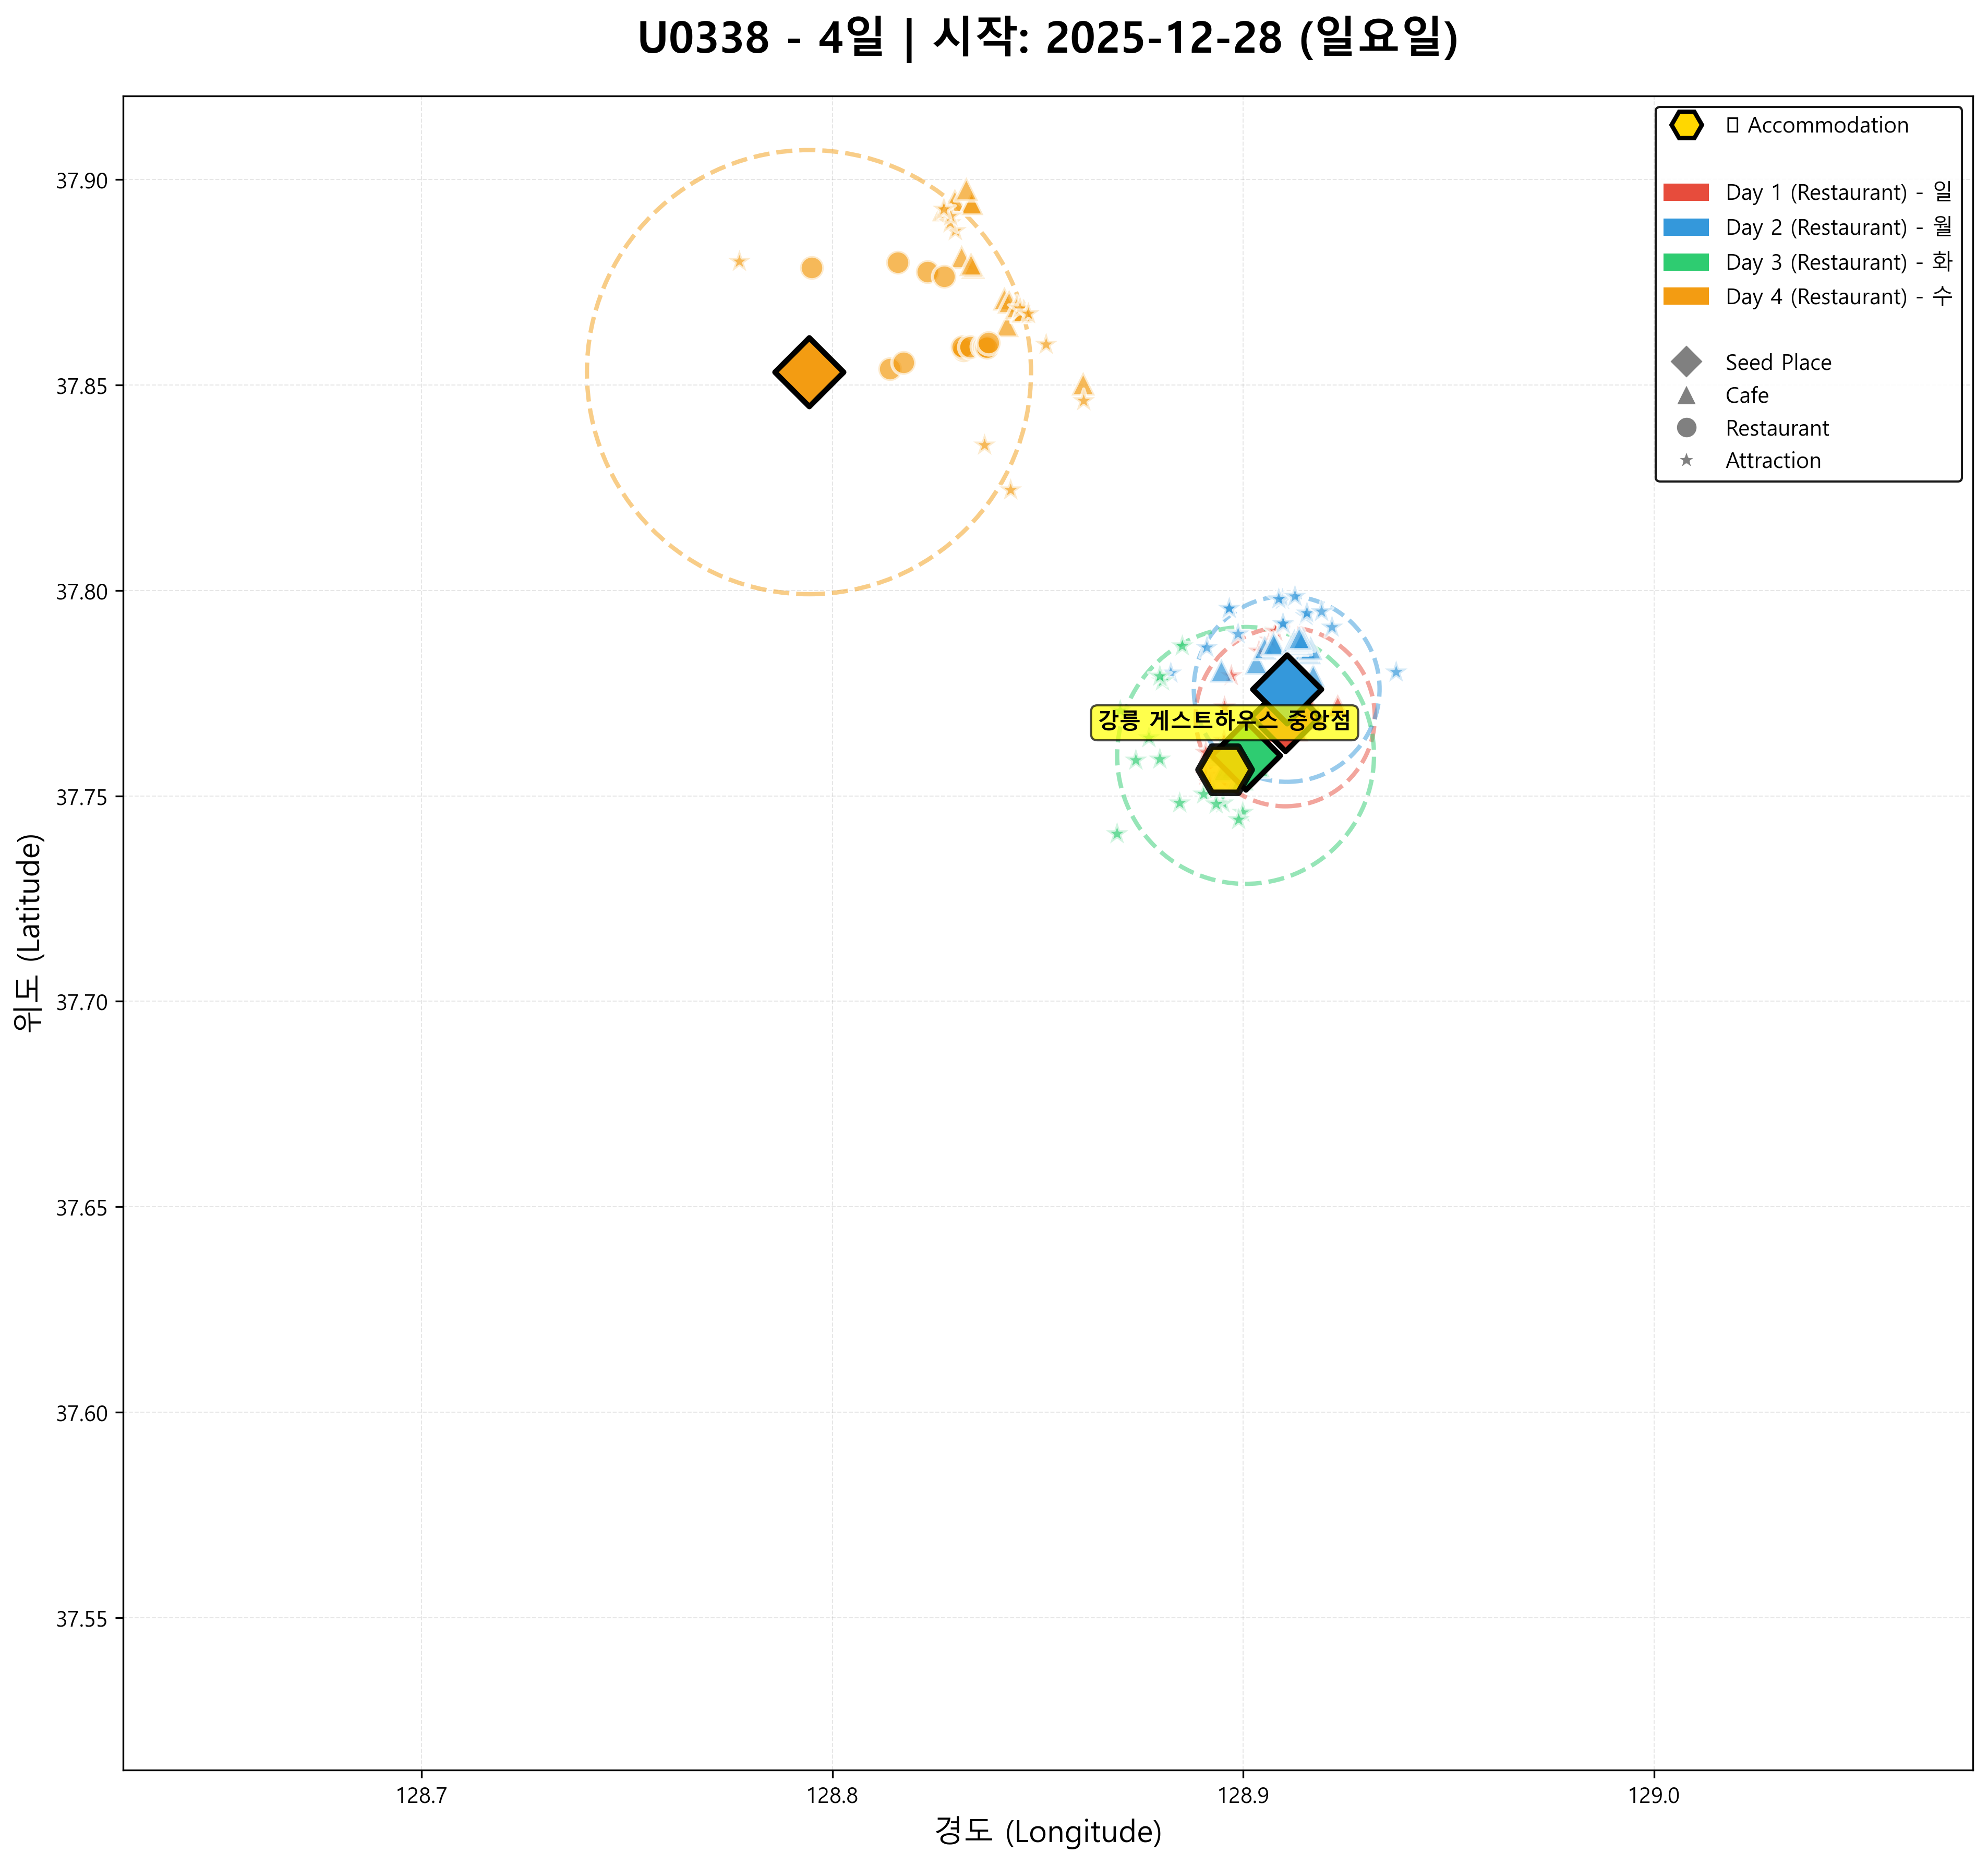 U0338 - 4일 | 시작: 2025-12-28 (일요일)
Accommodation
Day 1 (Restaurant) - 일
Day 2 (Restaurant) - 월
Day 3 (Restaurant) - 화
Day 4 (Restaurant) - 수
Seed Place
Cafe
Restaurant
Attraction
강릉 게스트하우스 중앙점
위도 (Latitude)
37.90
37.85
37.80
37.75
37.70
37.65
37.60
37.55
128.7
128.8
128.9
129.0
경도 (Longitude)